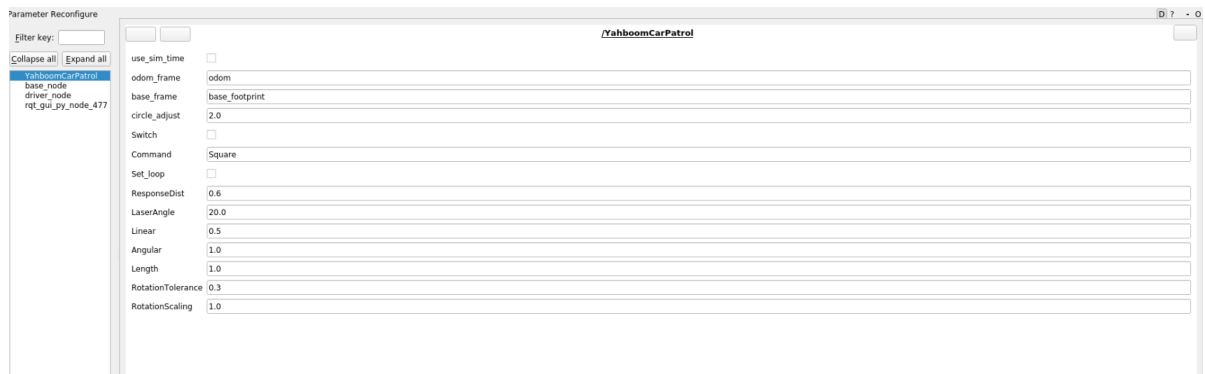 Parameter Reconfigure
D ? - O
Filter key:
Collapse all Expand all
YahboomCarPatrol
base_node
driver_node
rqt_gui_py_node_477
/YahboomCarPatrol
use_sim_time
odom_frame odom
base_frame base_footprint
circle_adjust 2.0
Switch
Command Square
Set_loop
ResponseDist 0.6
LaserAngle 20.0
Linear 0.5
Angular 1.0
Length 1.0
RotationTolerance 0.3
RotationScaling 1.0